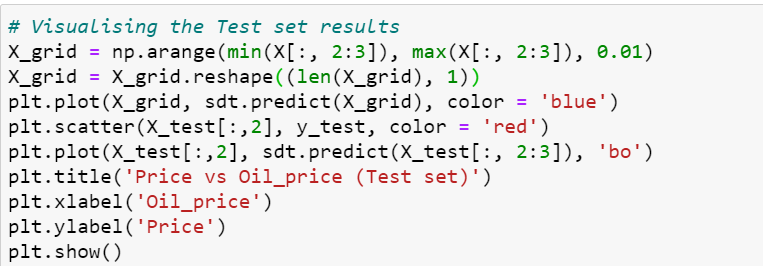 # Visualising the Test set results
X_grid = np.arange(min(X[:, 2:3]), max(X[:, 2:3]), 0.01)
X_grid = X_grid.reshape((len(X_grid), 1))
plt.plot(X_grid, sdt.predict(X_grid), color = 'blue')
plt.scatter(X_test[:,2], y_test, color = 'red')
plt.plot(X_test[:,2], sdt.predict(X_test[:, 2:3]), 'bo')
plt.title('Price vs Oil_price (Test set)')
plt.xlabel('Oil_price')
plt.ylabel('Price')
plt.show()